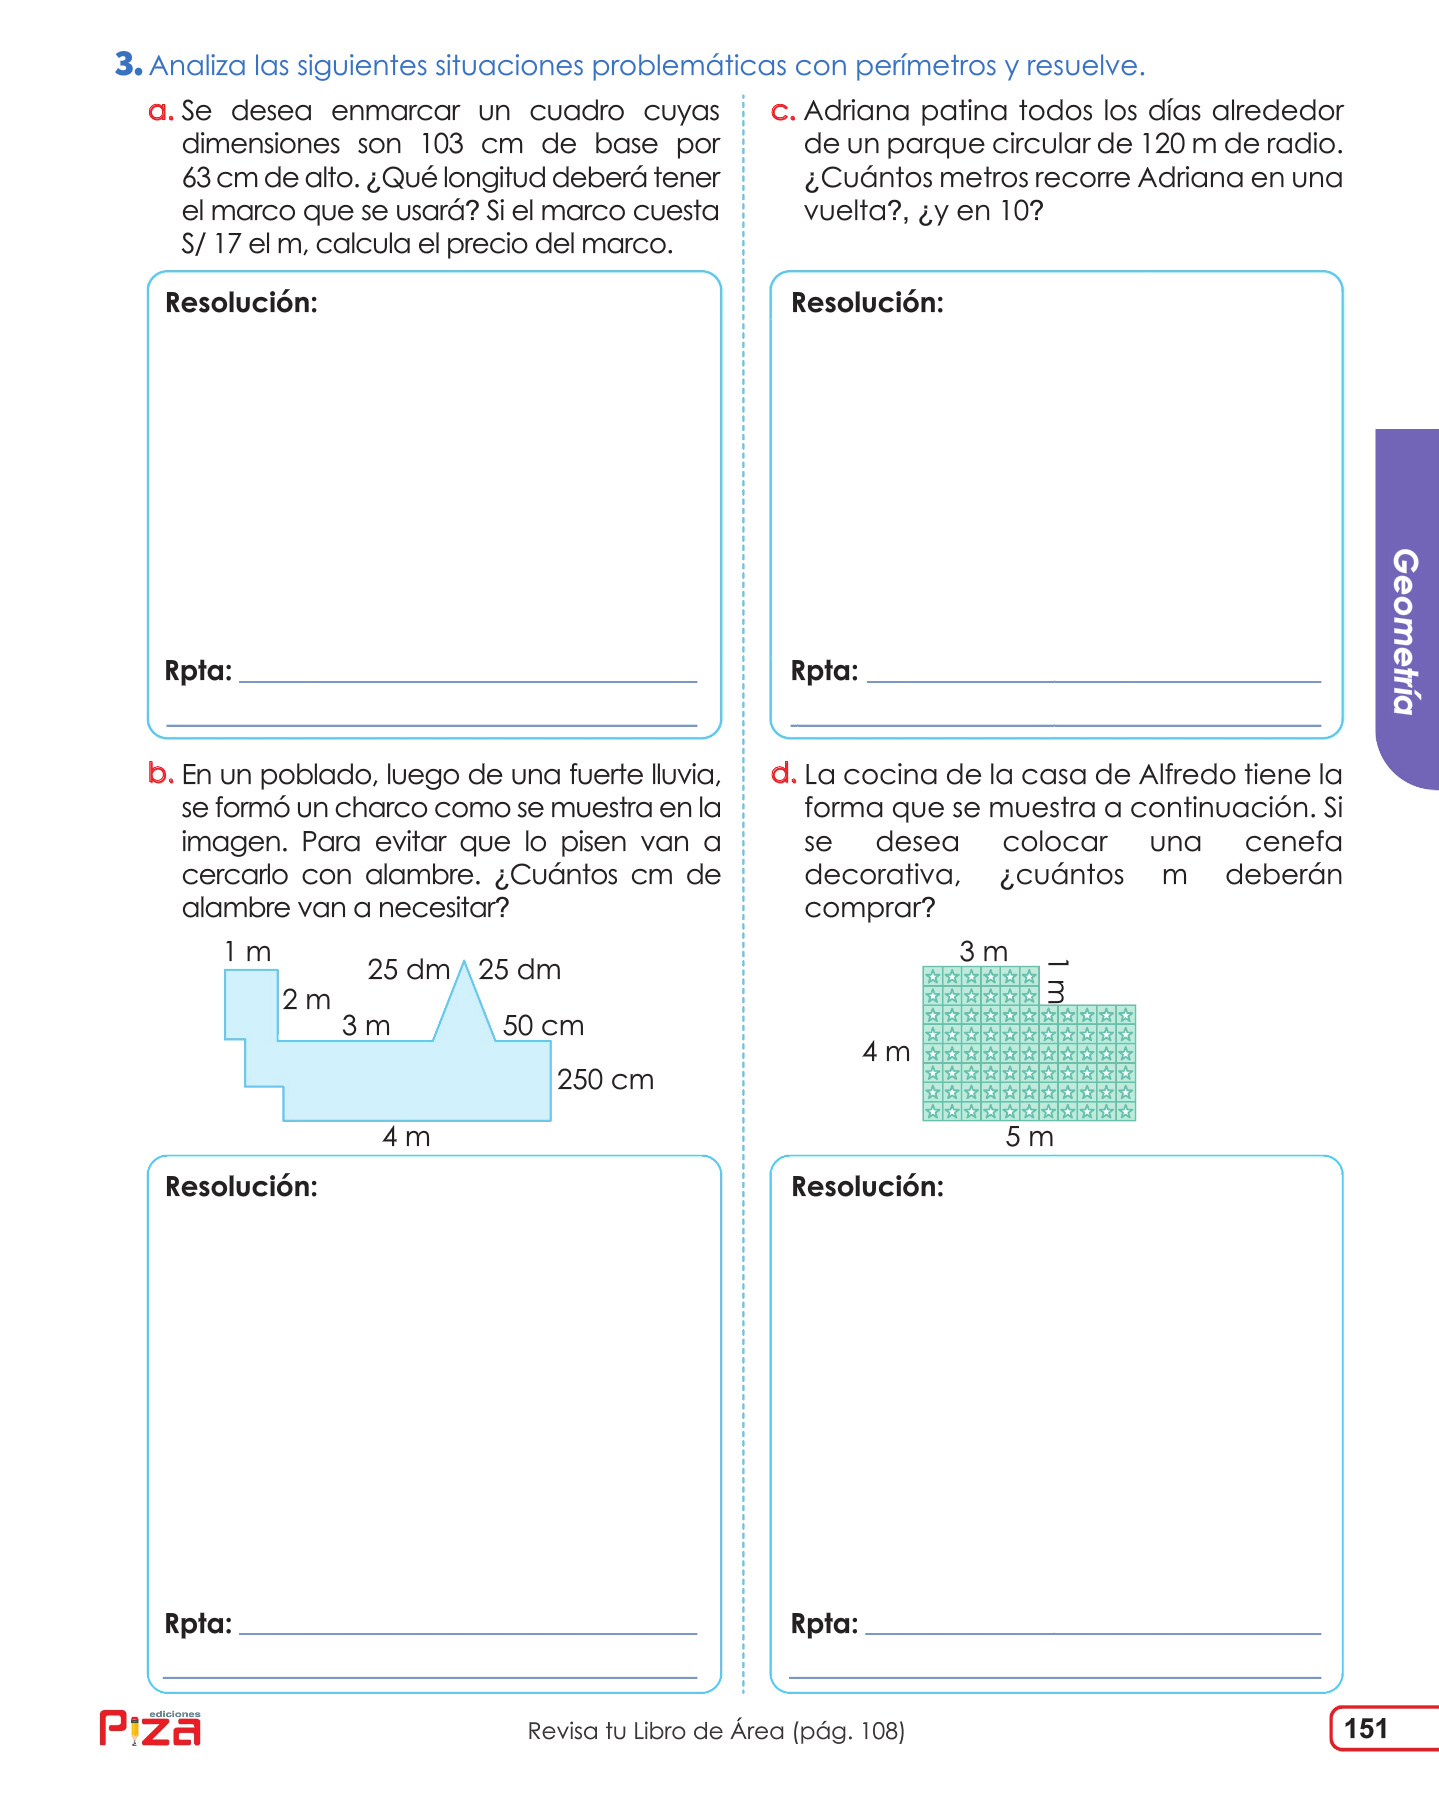 3. Analiza las siguientes situaciones problemáticas con perímetros y resuelve.
a. Se desea enmarcar un cuadro cuyas
dimensiones son 103 cm de base por
63 cm de alto. ¿Qué longitud deberá tener
el marco que se usará? Si el marco cuesta
S/ 17 el m, calcula el precio del marco.
Resolución:
Rpta:
b. En un poblado, luego de una fuerte lluvia,
se formó un charco como se muestra en la
imagen. Para evitar que lo pisen van a
cercarlo con alambre. ¿Cuántos cm de
alambre van a necesitar?
1 m
25 dm
25 dm
2 m
3 m
50 cm
250 cm
4 m
Resolución:
Rpta:
c. Adriana patina todos los días alrededor
de un parque circular de 120 m de radio.
¿Cuántos metros recorre Adriana en una
vuelta?, ¿y en 10?
Resolución:
Rpta:
d. La cocina de la casa de Alfredo tiene la
forma que se muestra a continuación. Si
se desea colocar una cenefa
decorativa, ¿cuántos m deberán
comprar?
3 m
1 m
4 m
5 m
Resolución:
Rpta:
Geometría
ediciones
Piza
Revisa tu Libro de Área (pág. 108)
151